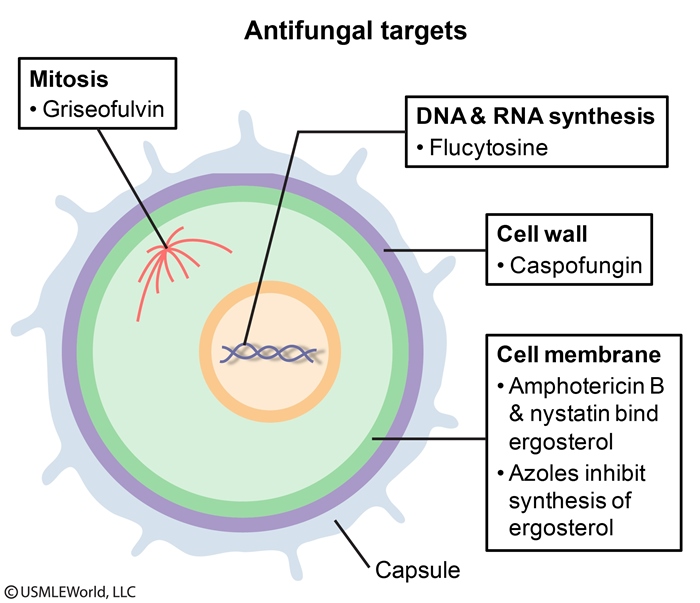 Antifungal targets
Mitosis
• Griseofulvin
DNA & RNA synthesis
• Flucytosine
Cell wall
• Caspofungin
Cell membrane
• Amphotericin B
& nystatin bind
ergosterol
• Azoles inhibit
synthesis of
ergosterol
Capsule
© USMLEWorld, LLC